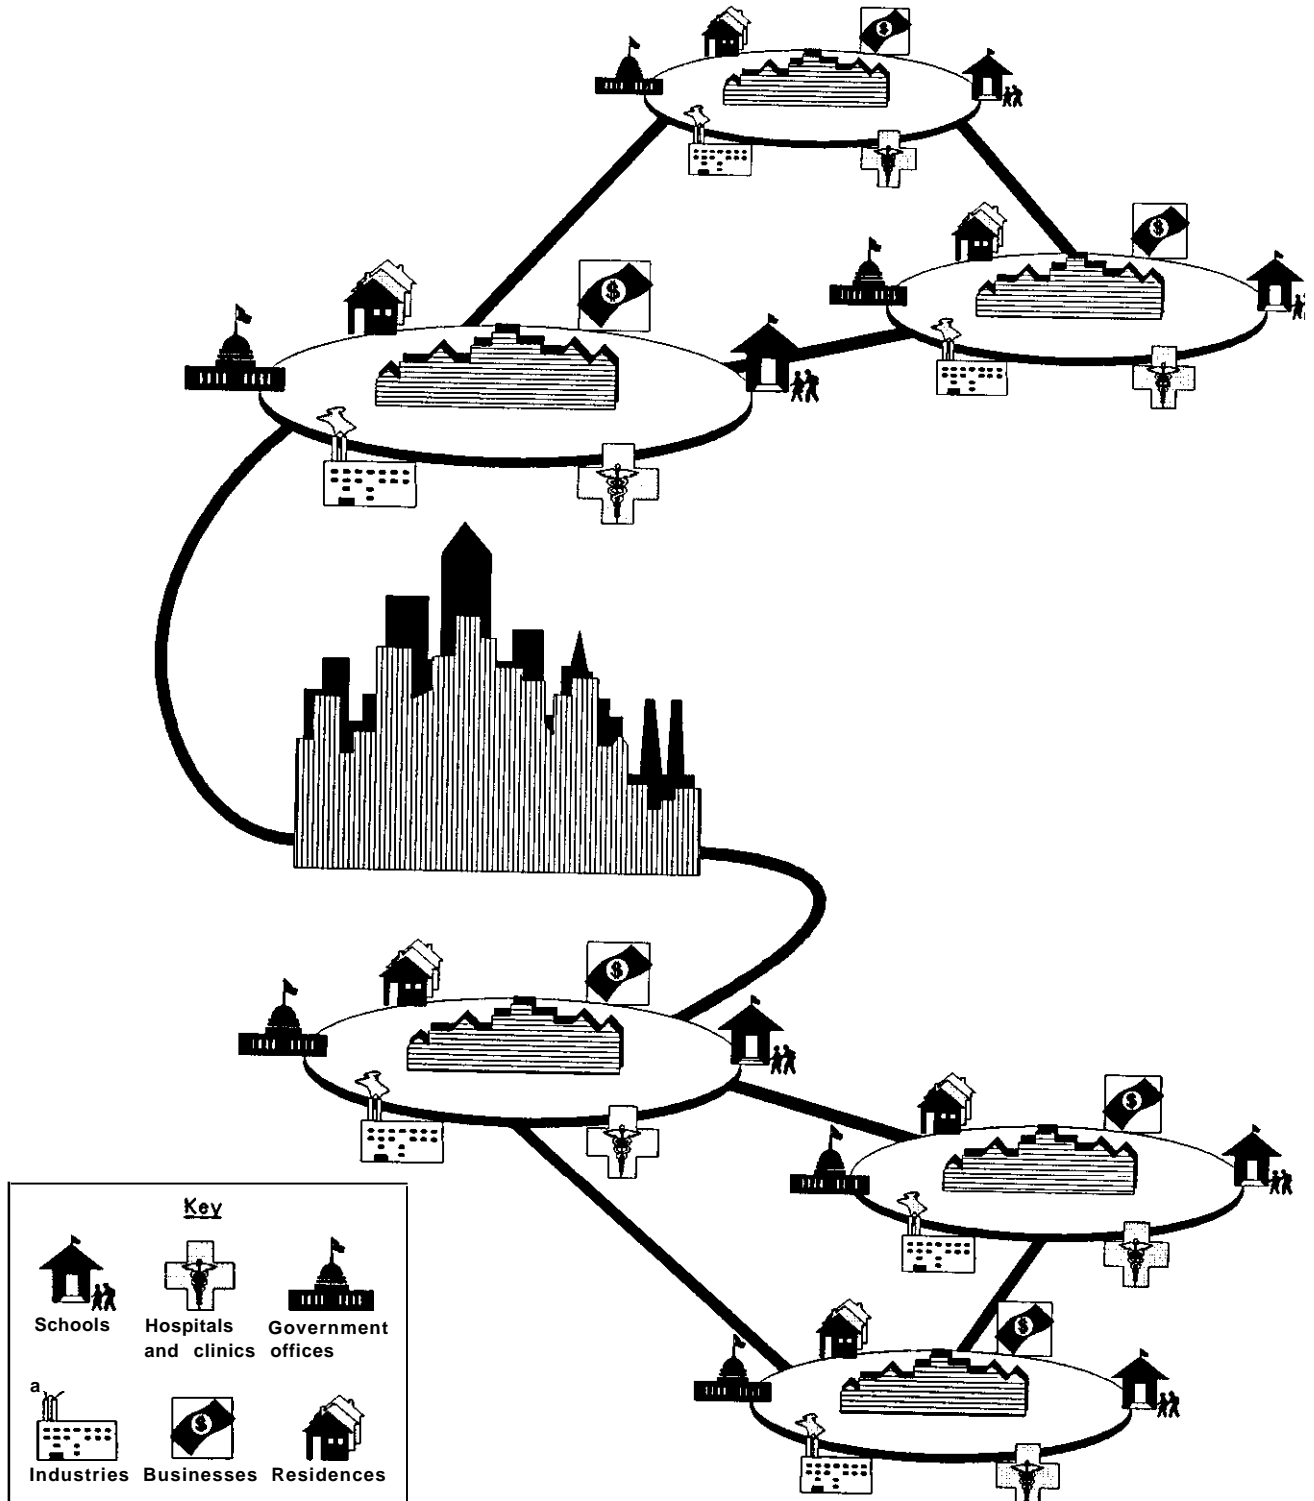 $
$
$
$
$
$
Key
Schools
Hospitals
and clinics
Government
offices
a
$
Industries
Businesses
Residences